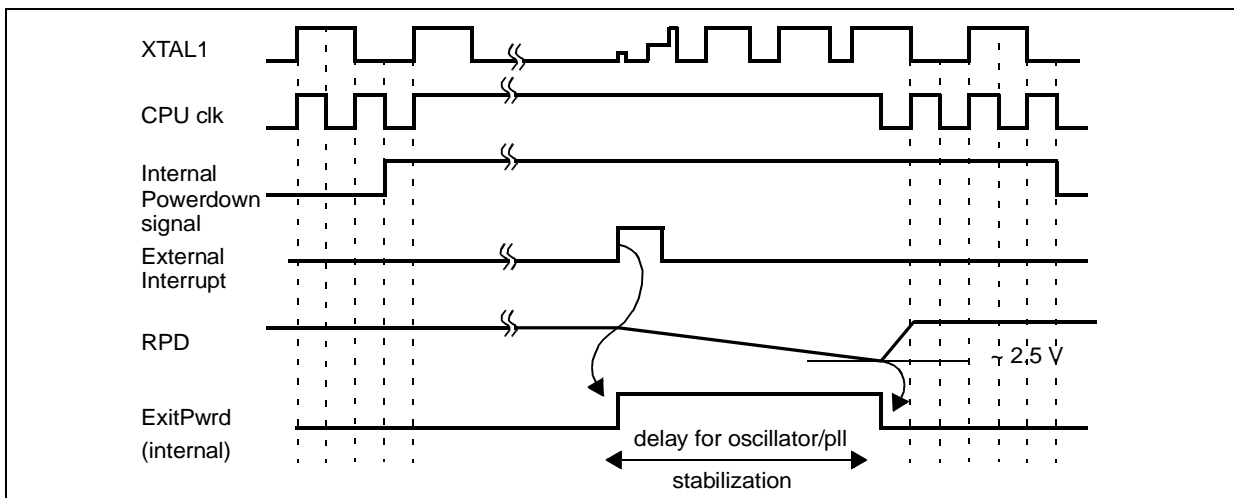 XTAL1
CPU clk
Internal
Powerdown
signal
External
Interrupt
RPD
~ 2.5 V
ExitPwrd
(internal)
delay for oscillator/pll
stabilization